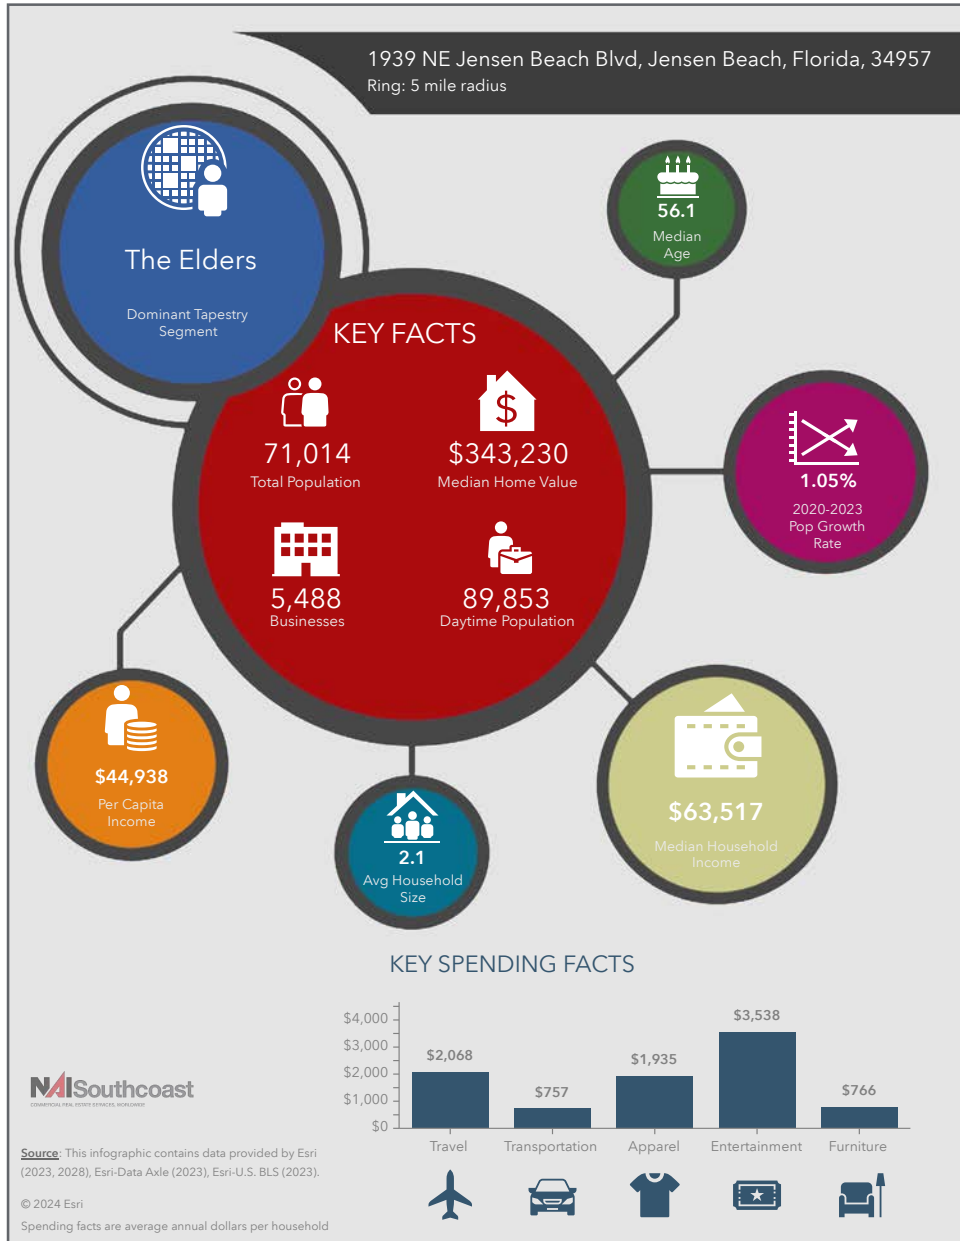 1939 NE Jensen Beach Blvd, Jensen Beach, Florida, 34957
Ring: 5 mile radius
The Elders
Dominant Tapestry
Segment
56.1
Median
Age
KEY FACTS
71,014
Total Population
$343,230
Median Home Value
5,488
Businesses
89,853
Daytime Population
1.05%
2020-2023
Pop Growth
Rate
$44,938
Per Capita
Income
2.1
Avg Household
Size
$63,517
Median Household
Income
KEY SPENDING FACTS
$4,000
$3,000
$2,000
$1,000
$0
$2,068
$757
$1,935
$3,538
$766
Travel
Transportation
Apparel
Entertainment
Furniture
NAISouthcoast
COMMERCIAL REAL ESTATE SERVICES, WORLDWIDE
Source: This infographic contains data provided by Esri
(2023, 2028), Esri-Data Axle (2023), Esri-U.S. BLS (2023).
© 2024 Esri
Spending facts are average annual dollars per household